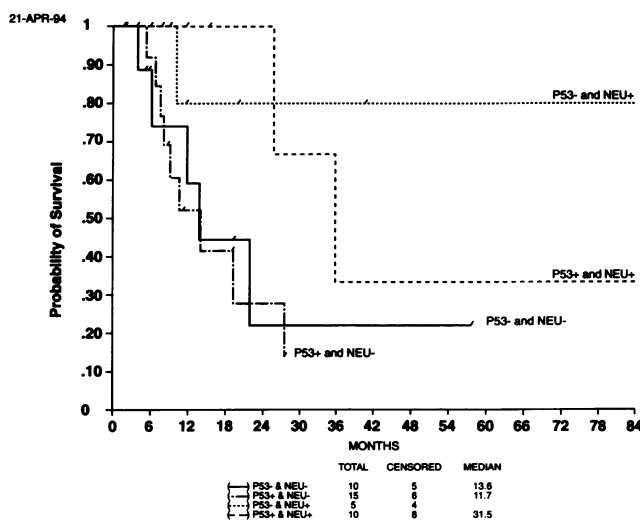 21-APR-94
1
.90
.80
.70
.60
.50
.40
.30
.20
.10
0
Probability of Survival
P53- and NEU+
P53+ and NEU+
P53- and NEU-
P53+ and NEU-
0 6 12 18 24 30 36 42 48 54 60 66 72 78 84
MONTHS
TOTAL CENSORED MEDIAN
P53- & NEU- 10 5 13.6
P53+ & NEU- 15 6 11.7
P53- & NEU+ 5 4
P53+ & NEU+ 10 8 31.5